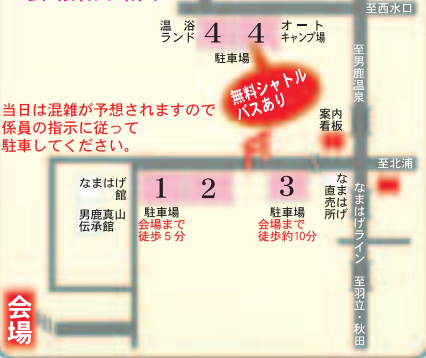 至西水口
温浴
ランド
4
4
オート
キャンプ場
駐車場
至男鹿温泉
無料シャトル
バスあり
案内
看板
当日は混雑が予想されますので
係員の指示に従って
駐車してください。
至北浦
なまはげ
館
1
2
3
なまはげ
直売所
男鹿真山
伝承館
駐車場
会場まで
徒歩5分
駐車場
会場まで
徒歩約10分
なまはげライン
至羽立・秋田
会場